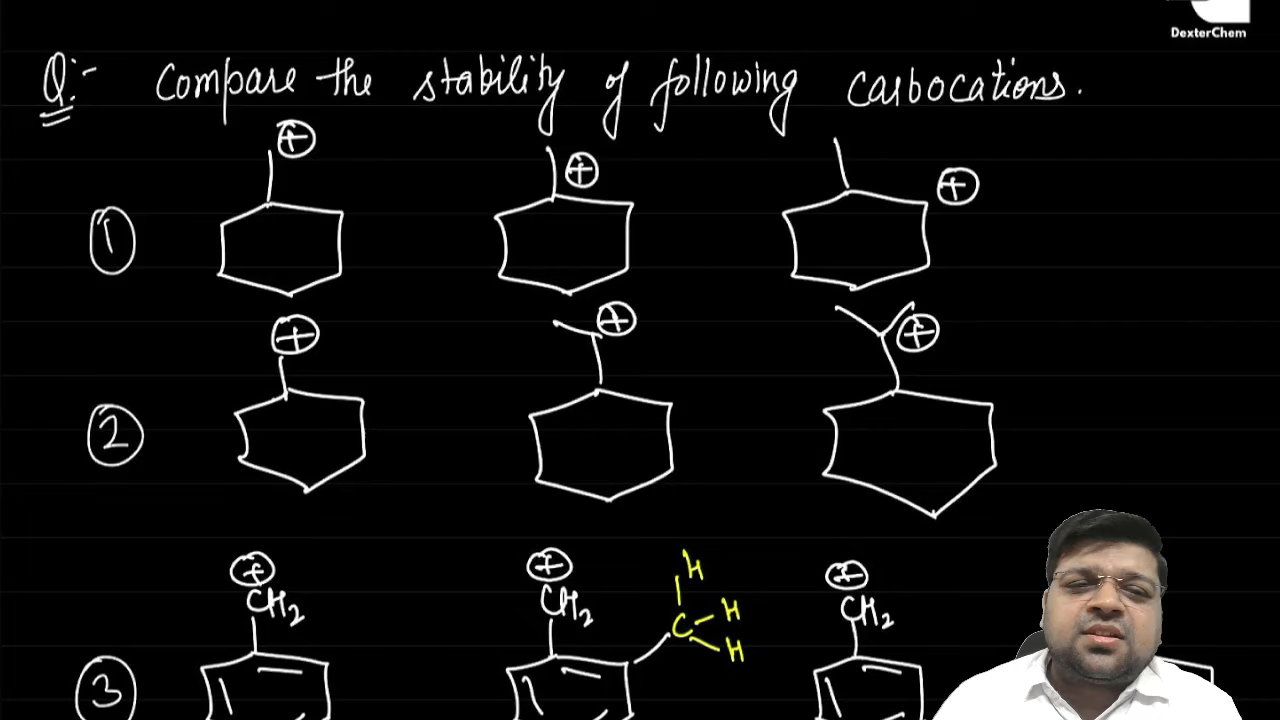 DexterChem
Q:- Compare the stability of following carbocations.
+ + +
1
+ + +
2
+ + +
CH2 CH2 CH2
H
C H
H
3